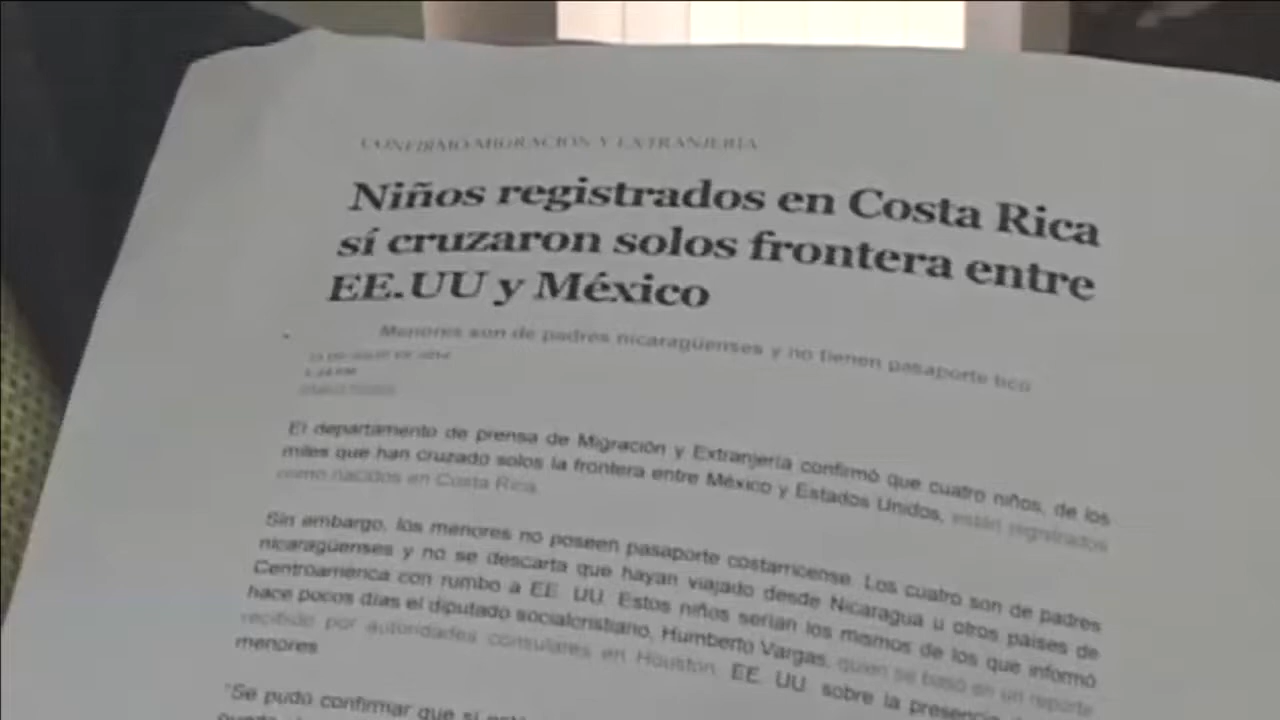 CONFIRMÓ MIGRACIÓN Y EXTRANJERÍA
Niños registrados en Costa Rica
sí cruzaron solos frontera entre
EE.UU y México
Menores son de padres nicaragüenses y no tienen pasaporte tico
El departamento de prensa de Migración y Extranjería confirmó que cuatro niños, de los
miles que han cruzado solos la frontera entre México y Estados Unidos, están registrados
como nacidos en Costa Rica.
Sin embargo, los menores no poseen pasaporte costarricense. Los cuatro son de padres
nicaragüenses y no se descarta que hayan viajado desde Nicaragua u otros países de
Centroamérica con rumbo a EE. UU. Estos niños serían los mismos de los que informó
hace pocos días el diputado socialcristiano, Humberto Vargas, quien se basó en un reporte
recibido por autoridades consulares en Houston, EE. UU. sobre la presencia
menores
"Se pudo confirmar que sí